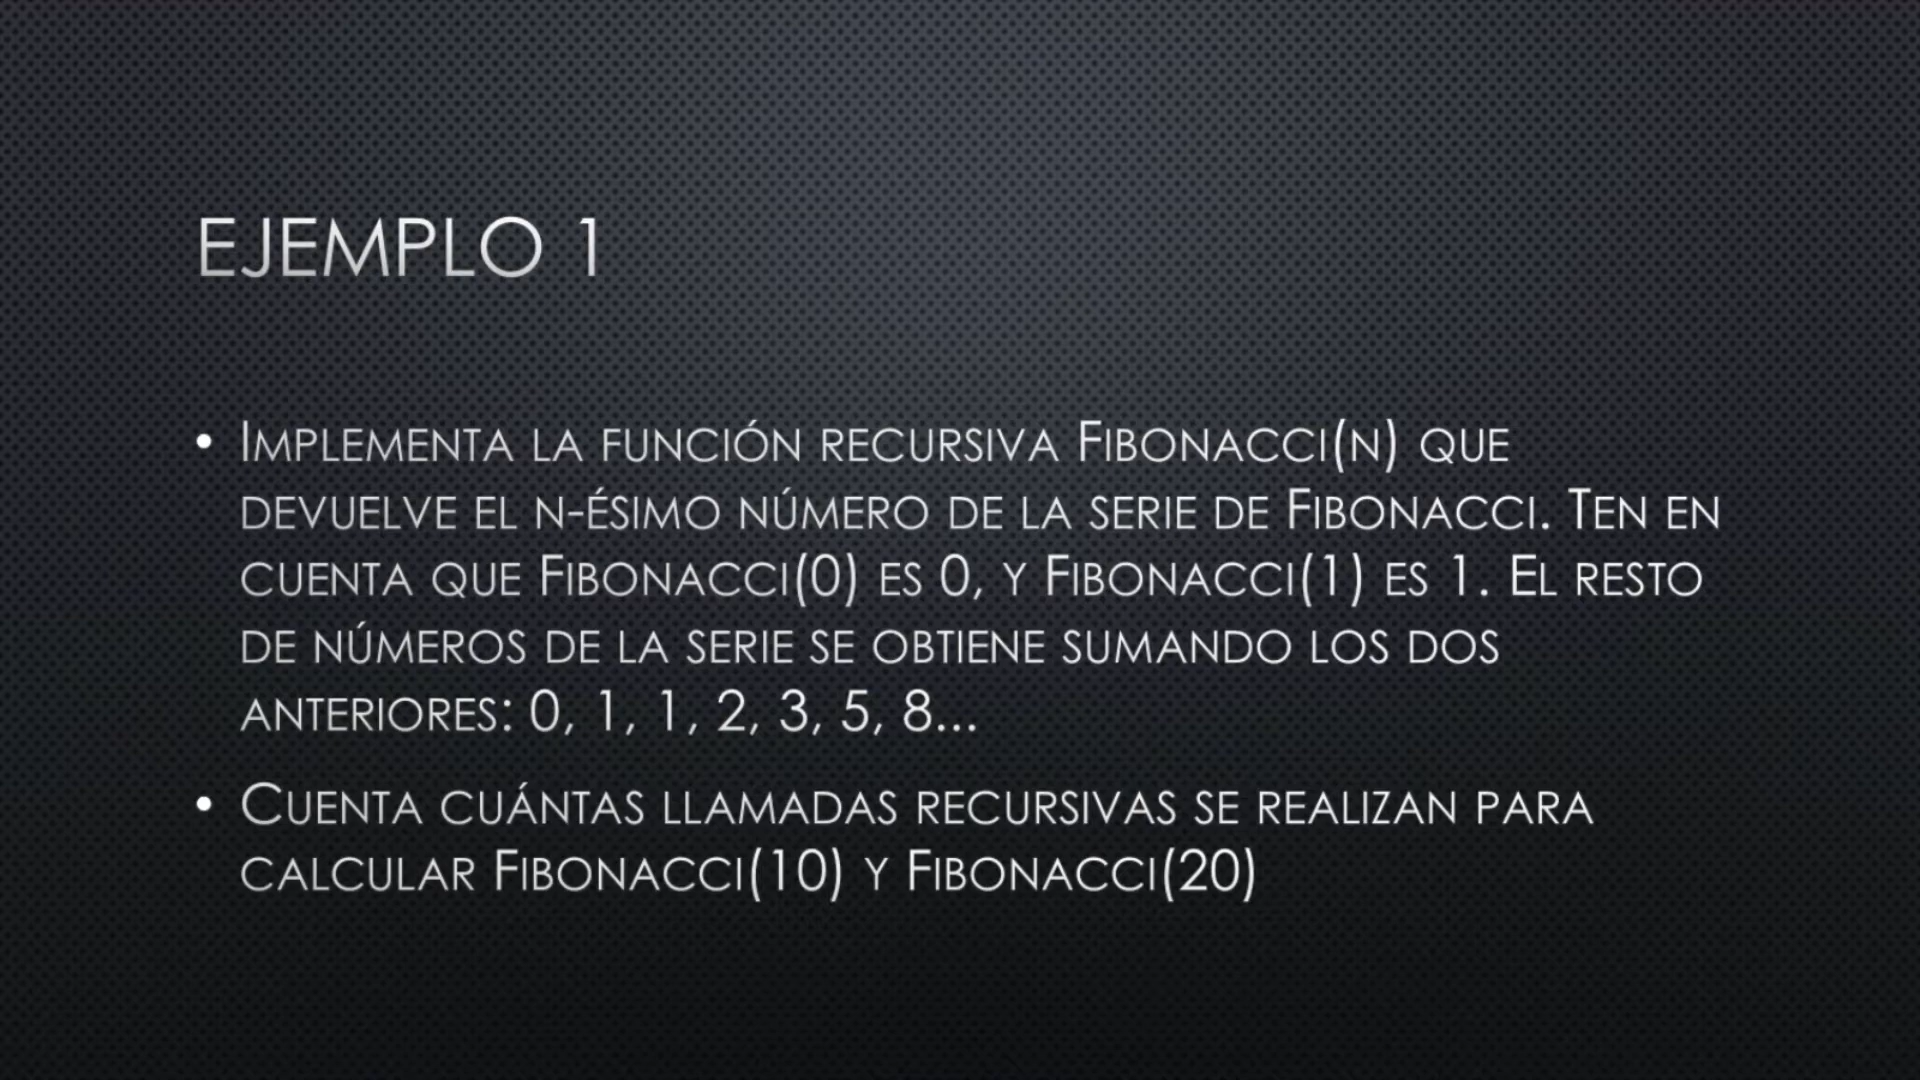 EJEMPLO 1
• Implementa la función recursiva Fibonacci(n) que
devuelve el n-ésimo número de la serie de Fibonacci. Ten en
cuenta que Fibonacci(0) es 0, y Fibonacci(1) es 1. El resto
de números de la serie se obtiene sumando los dos
anteriores: 0, 1, 1, 2, 3, 5, 8...
• Cuenta cuántas llamadas recursivas se realizan para
calcular Fibonacci(10) y Fibonacci(20)